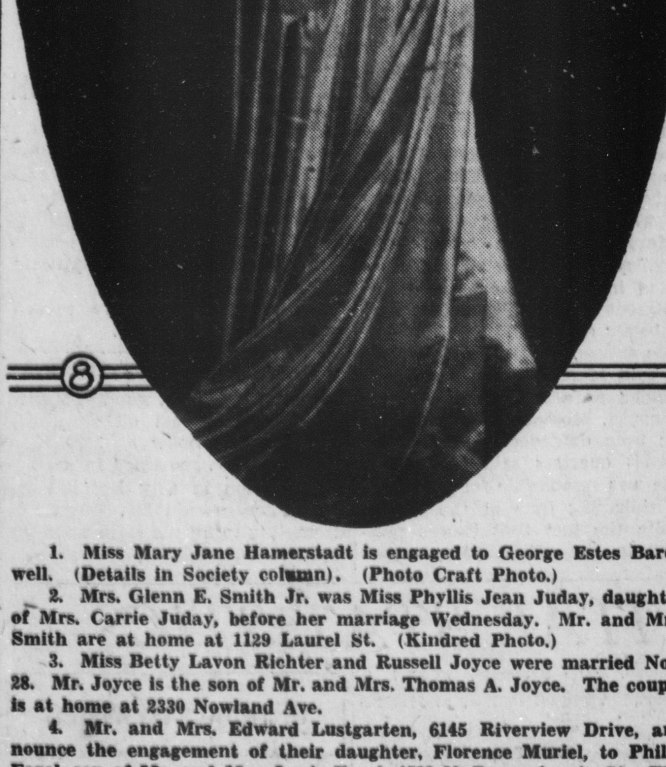 8
1. Miss Mary Jane Hamerstadt is engaged to George Estes Bar
well. (Details in Society column). (Photo Craft Photo.)
2. Mrs. Glenn E. Smith Jr. was Miss Phyllis Jean Juday, daught
of Mrs. Carrie Juday, before her marriage Wednesday. Mr. and M
Smith are at home at 1129 Laurel St. (Kindred Photo.)
3. Miss Betty Lavon Richter and Russell Joyce were married No
28. Mr. Joyce is the son of Mr. and Mrs. Thomas A. Joyce. The coup
is at home at 2330 Nowland Ave.
4. Mr. and Mrs. Edward Lustgarten, 6145 Riverview Drive, a
nounce the engagement of their daughter, Florence Muriel, to Phil